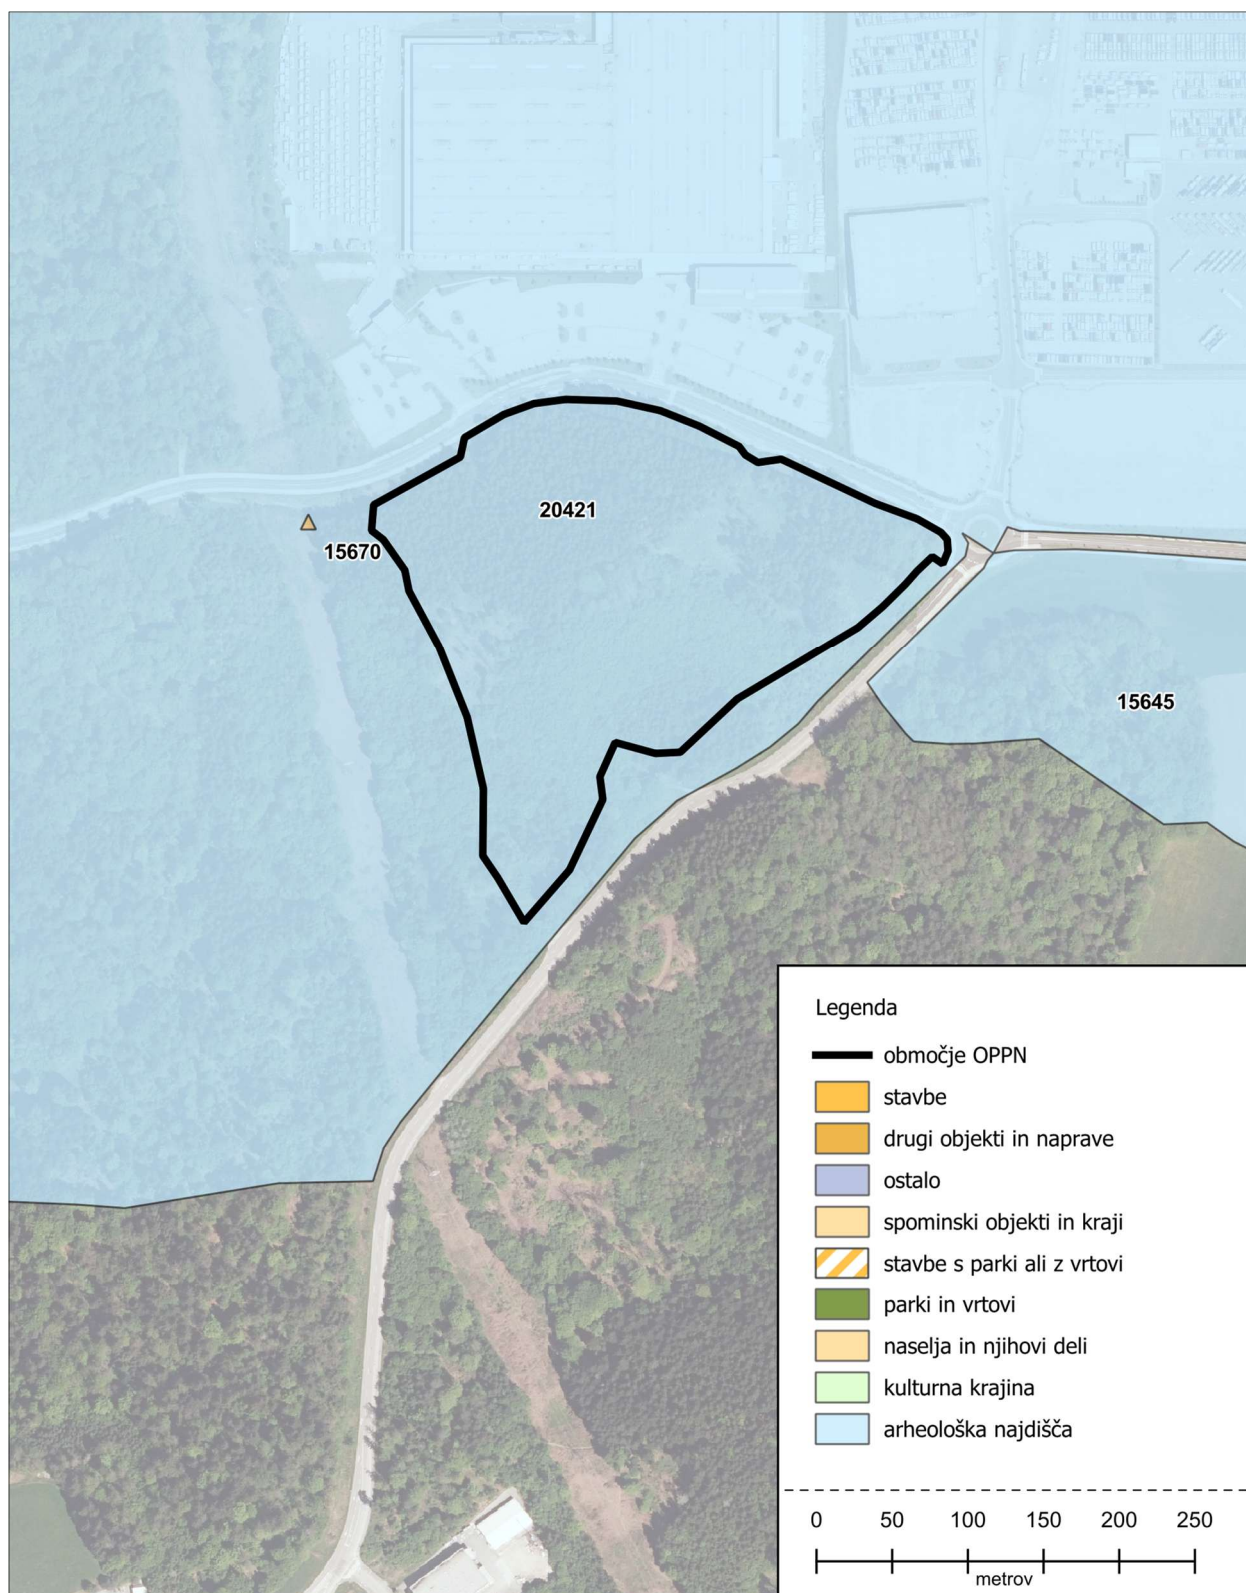 20421
15670
15645
Legenda
območje OPPN
stavbe
drugi objekti in naprave
ostalo
spominski objekti in kraji
stavbe s parki ali z vrtovi
parki in vrtovi
naselja in njihovi deli
kulturna krajina
arheološka najdišča
0 50 100 150 200 250
metrov